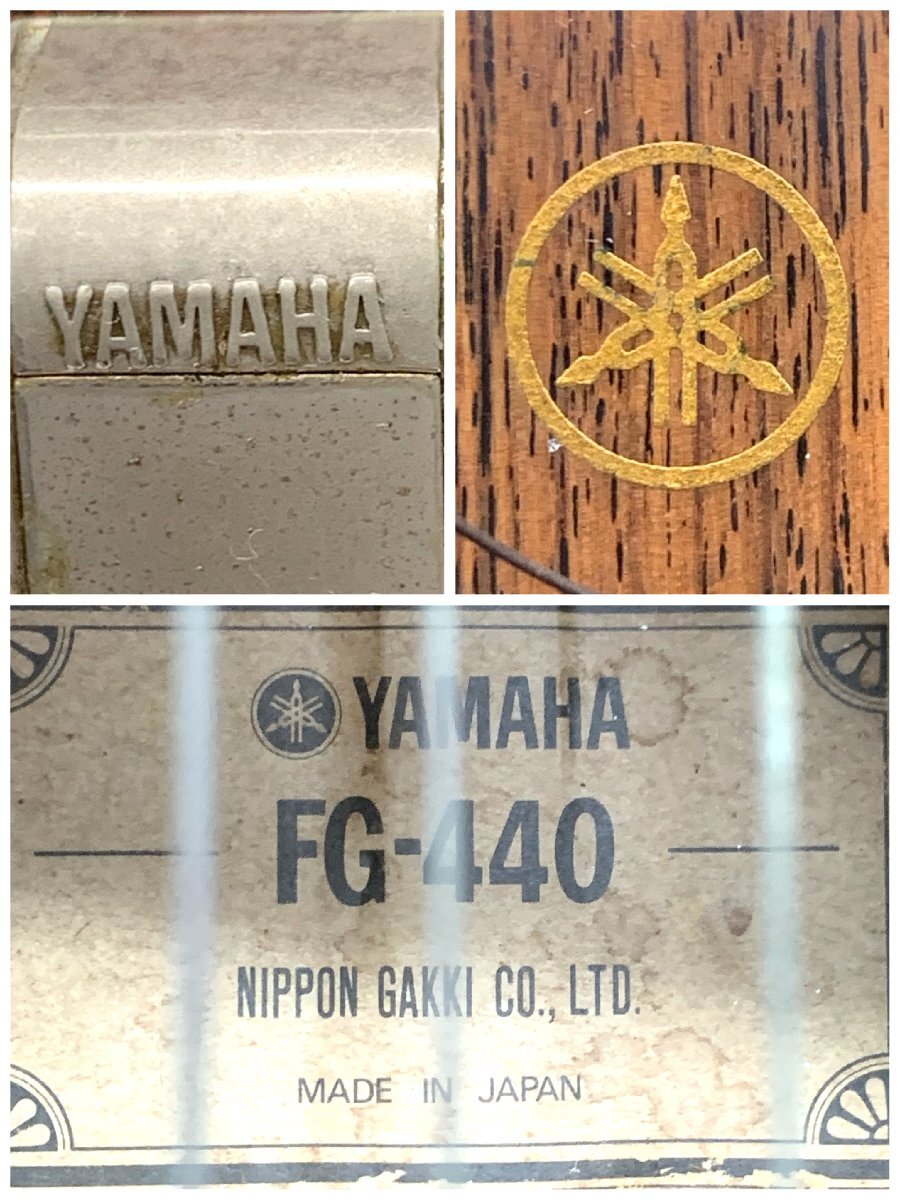 YAMAHA
YAMAHA
FG-440
NIPPON GAKKI CO., LTD.
MADE IN JAPAN